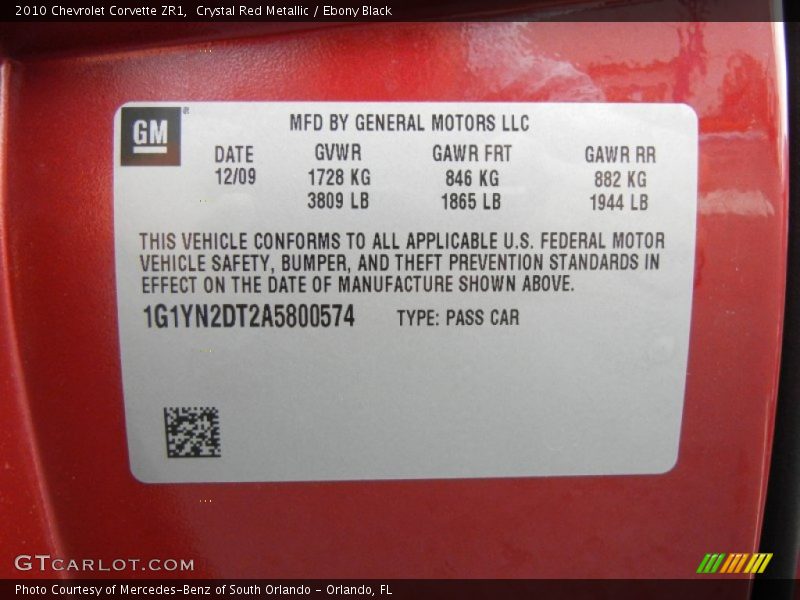 2010 Chevrolet Corvette ZR1, Crystal Red Metallic / Ebony Black
GM®
MFD BY GENERAL MOTORS LLC
DATE GVWR GAWR FRT GAWR RR
12/09 1728 KG 846 KG 882 KG
3809 LB 1865 LB 1944 LB
THIS VEHICLE CONFORMS TO ALL APPLICABLE U.S. FEDERAL MOTOR
VEHICLE SAFETY, BUMPER, AND THEFT PREVENTION STANDARDS IN
EFFECT ON THE DATE OF MANUFACTURE SHOWN ABOVE.
1G1YN2DT2A5800574 TYPE: PASS CAR
GTCARLOT.COM
Photo Courtesy of Mercedes-Benz of South Orlando - Orlando, FL